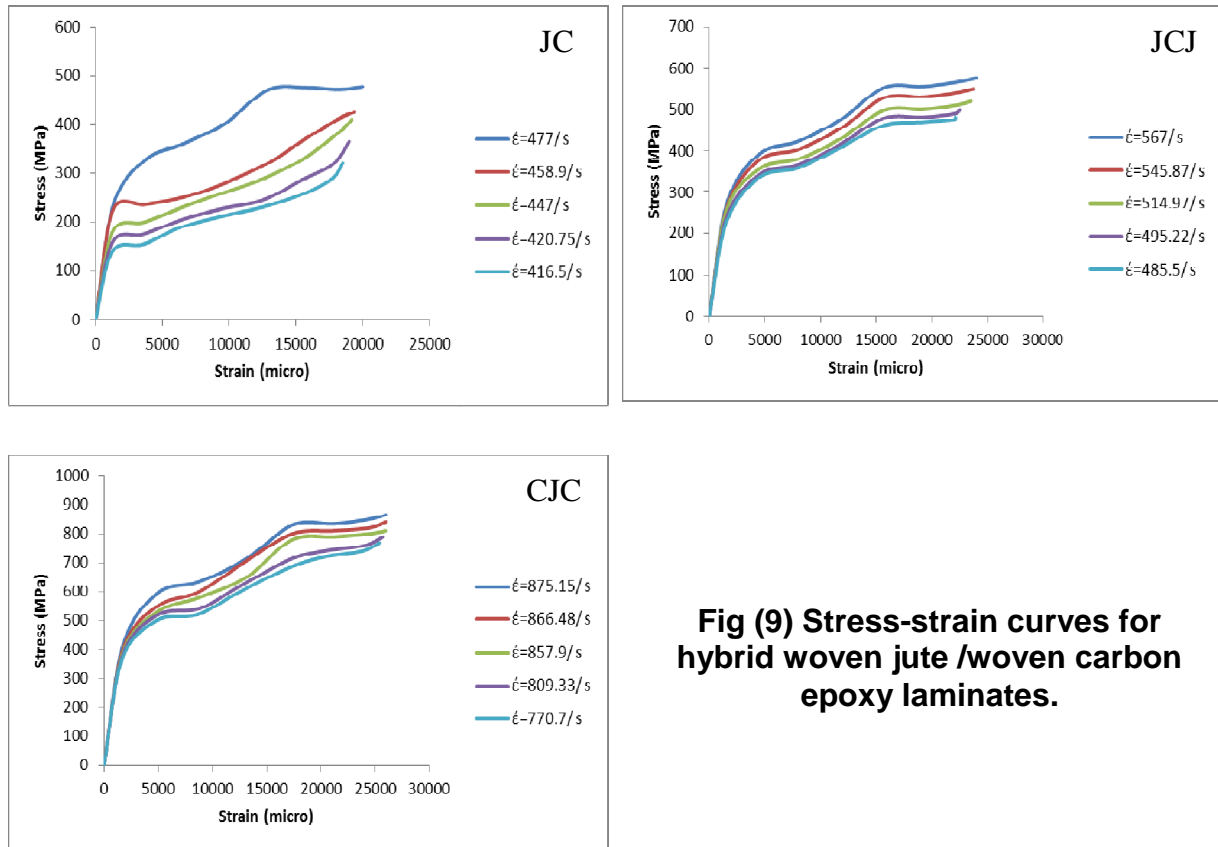 JC
600
500
400
300
200
100
0
Stress (MPa)
0 5000 10000 15000 20000 25000
Strain (micro)
έ=477/s
έ=458.9/s
έ=447/s
έ=420.75/s
έ=416.5/s
JCJ
700
600
500
400
300
200
100
0
Stress (MPa)
0 5000 10000 15000 20000 25000 30000
Strain (micro)
έ=567/s
έ=545.87/s
έ=514.97/s
έ=495.22/s
έ=485.5/s
CJC
1000
900
800
700
600
500
400
300
200
100
0
Stress (MPa)
0 5000 10000 15000 20000 25000 30000
Strain (micro)
έ=875.15/s
έ=866.48/s
έ=857.9/s
έ=809.33/s
έ=770.7/s
Fig (9) Stress-strain curves for
hybrid woven jute /woven carbon
epoxy laminates.